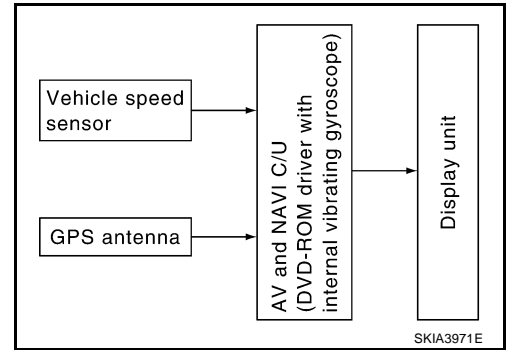 Vehicle speed
sensor
GPS antenna
AV and NAVI C/U
(DVD-ROM driver with
internal vibrating gyroscope)
Display unit
SKIA3971E